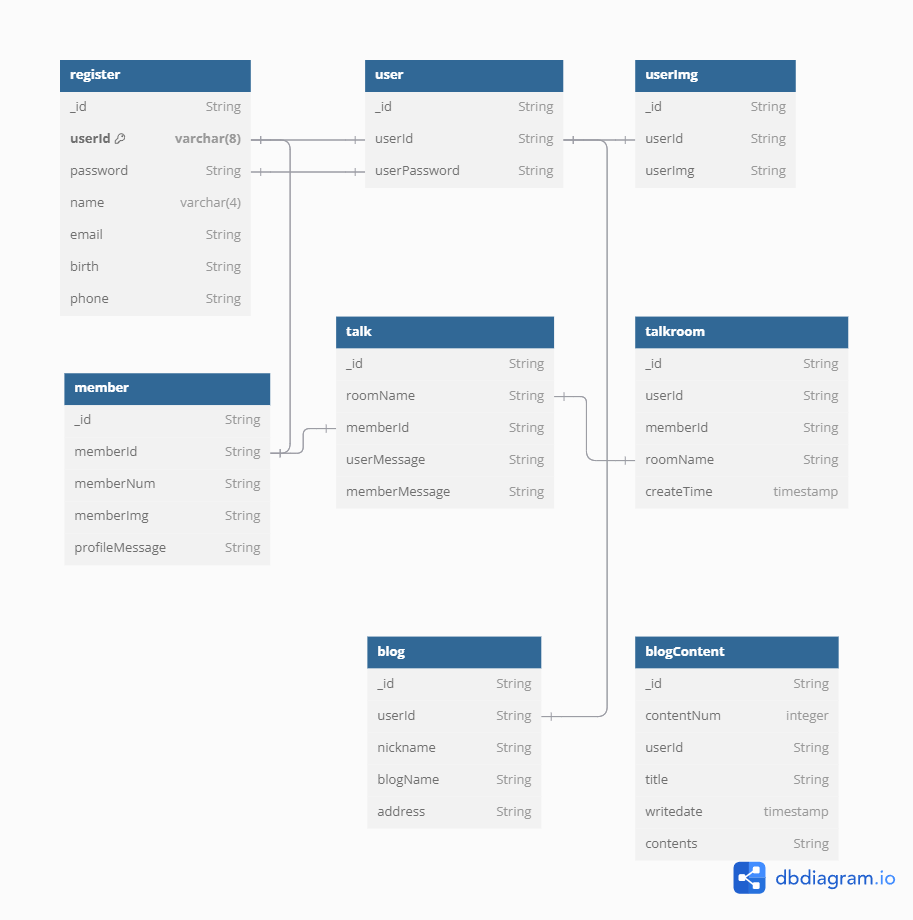 register
_id String
userId varchar(8)
password String
name varchar(4)
email String
birth String
phone String
user
_id String
userId String
userPassword String
userImg
_id String
userId String
userImg String
member
_id String
memberId String
memberNum String
memberImg String
profileMessage String
talk
_id String
roomName String
memberId String
userMessage String
memberMessage String
talkroom
_id String
userId String
memberId String
roomName String
createTime timestamp
blog
_id String
userId String
nickname String
blogName String
address String
blogContent
_id String
contentNum integer
userId String
title String
writedate timestamp
contents String
dbdiagram.io